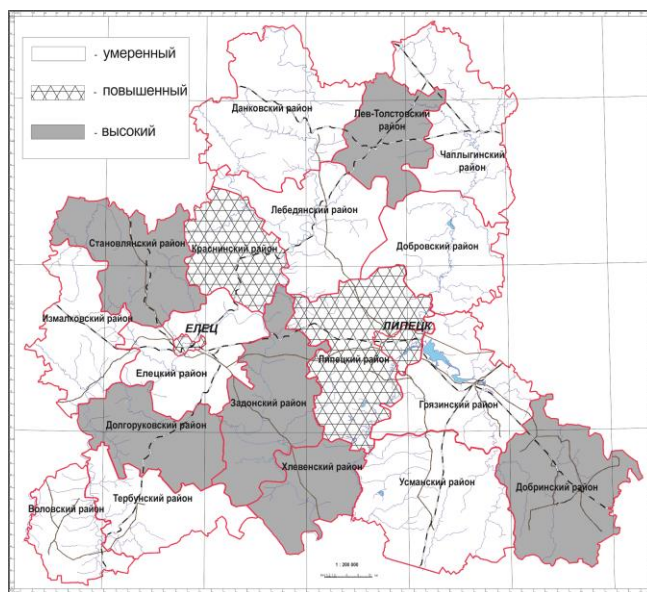 - умеренный
- повышенный
- высокий
Данковский район
Лев-Толстовский
район
Чаплыгинский
район
Лебедянский район
Становлянский район
Краснинский район
Добровский район
Измалковский район
ЕЛЕЦ
ЛИПЕЦК
Липецкий район
Елецкий район
Задонский район
Грязинский район
Долгоруковский район
Хлевенский район
Усманский район
Добринский район
Тербунский район
Воловский район
1 : 200 000